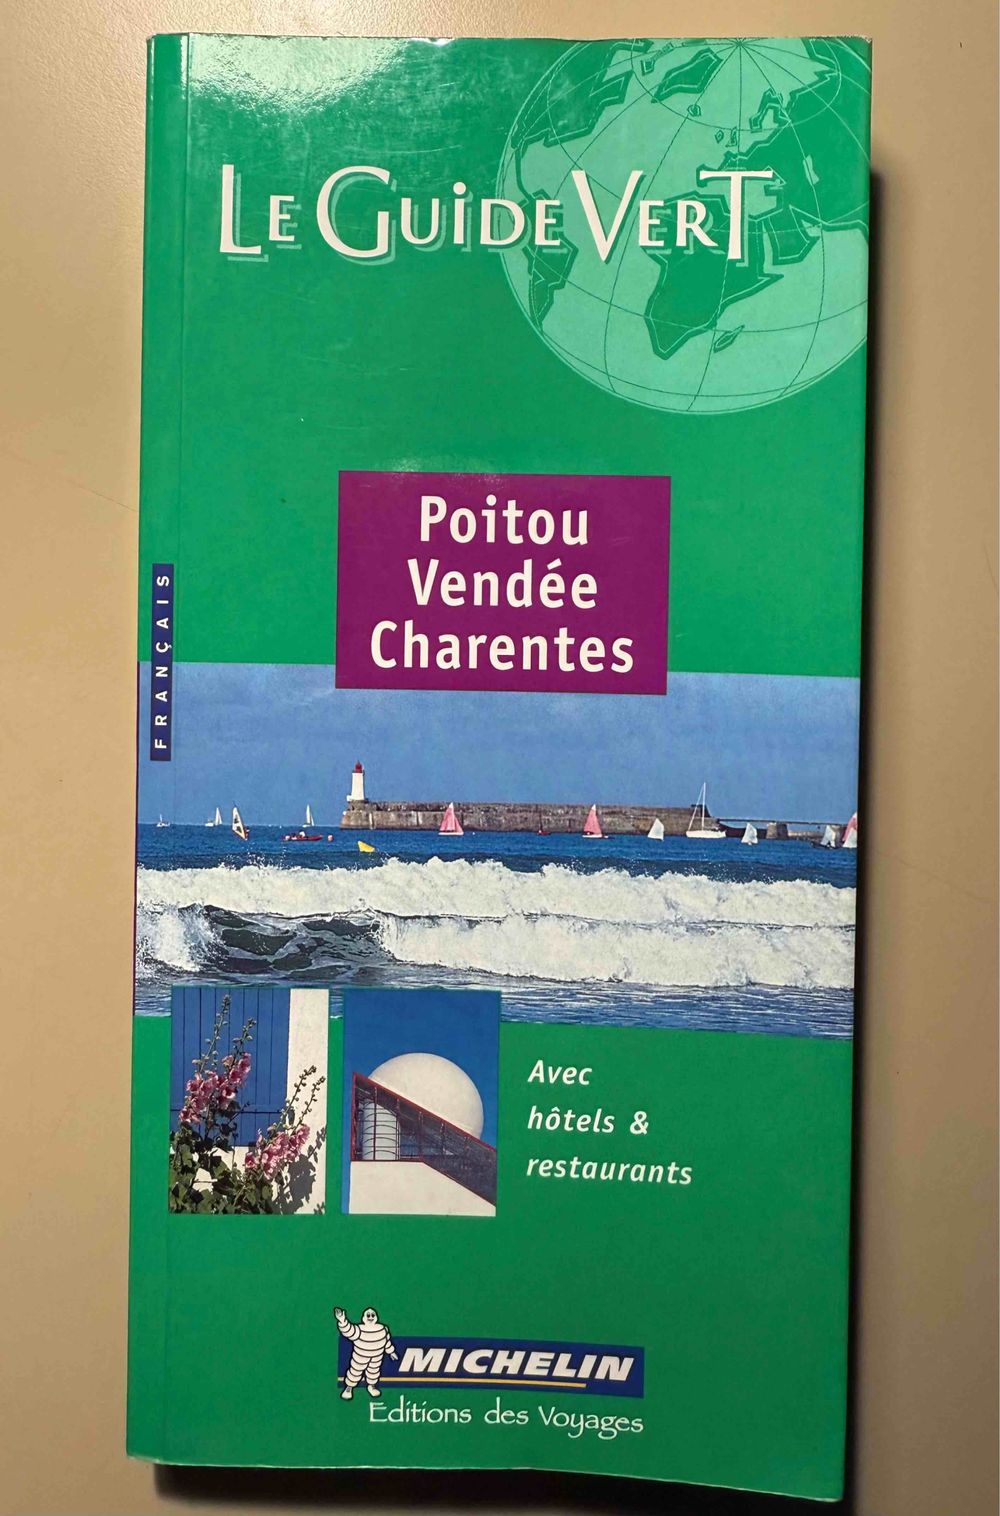 LE GUiDE VERT
Poitou
Vendée
Charentes
FRANÇAIS
Avec
hôtels &
restaurants
MICHELIN
Editions des Voyages